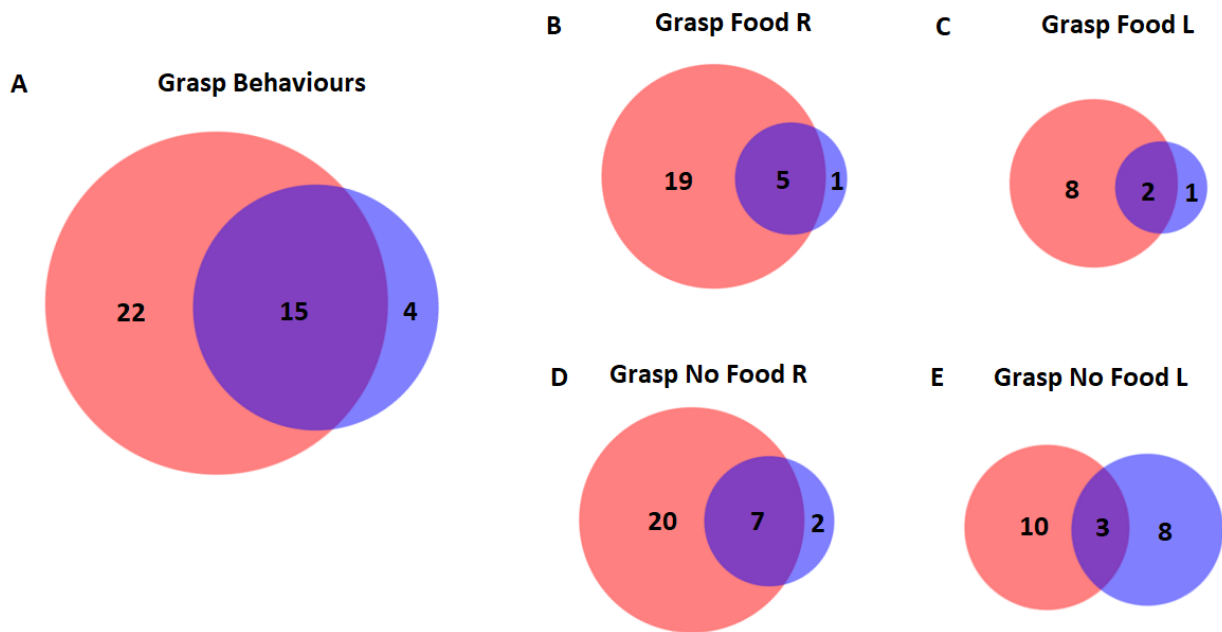 A
Grasp Behaviours
22
15
4
B
Grasp Food R
19
5
1
C
Grasp Food L
8
2
1
D
Grasp No Food R
20
7
2
E
Grasp No Food L
10
3
8